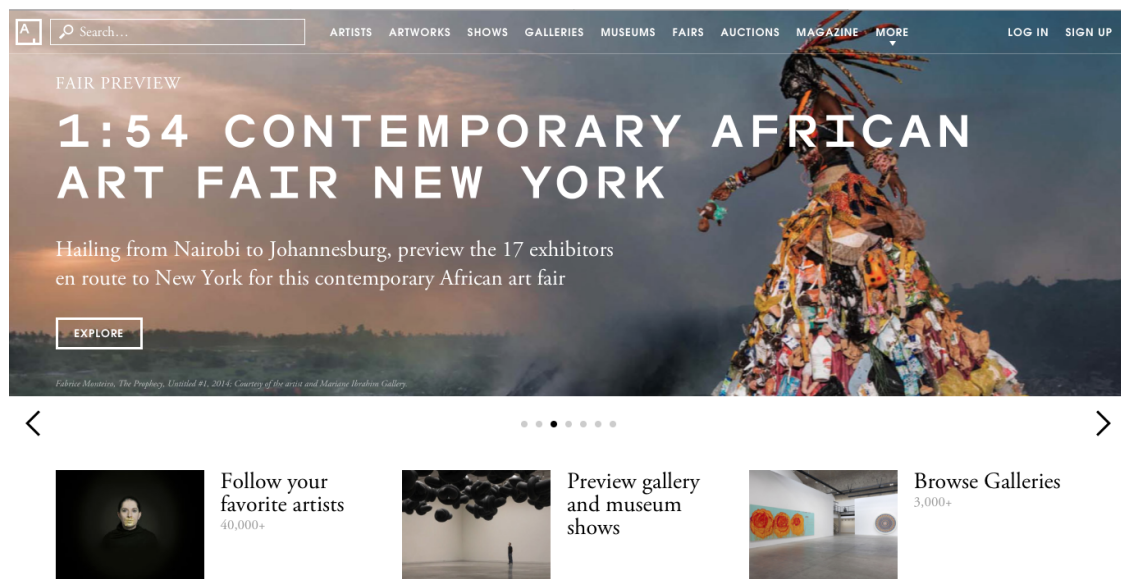 A.
Search...
ARTISTS ARTWORKS SHOWS GALLERIES MUSEUMS FAIRS AUCTIONS MAGAZINE MORE
LOG IN SIGN UP
FAIR PREVIEW
1:54 CONTEMPORARY AFRICAN
ART FAIR NEW YORK
Hailing from Nairobi to Johannesburg, preview the 17 exhibitors
en route to New York for this contemporary African art fair
EXPLORE
Fabrice Monteiro, The Prophecy, Untitled #1, 2014; Courtesy of the artist and Mariane Ibrahim Gallery.
Follow your
favorite artists
40,000+
Preview gallery
and museum
shows
Browse Galleries
3,000+